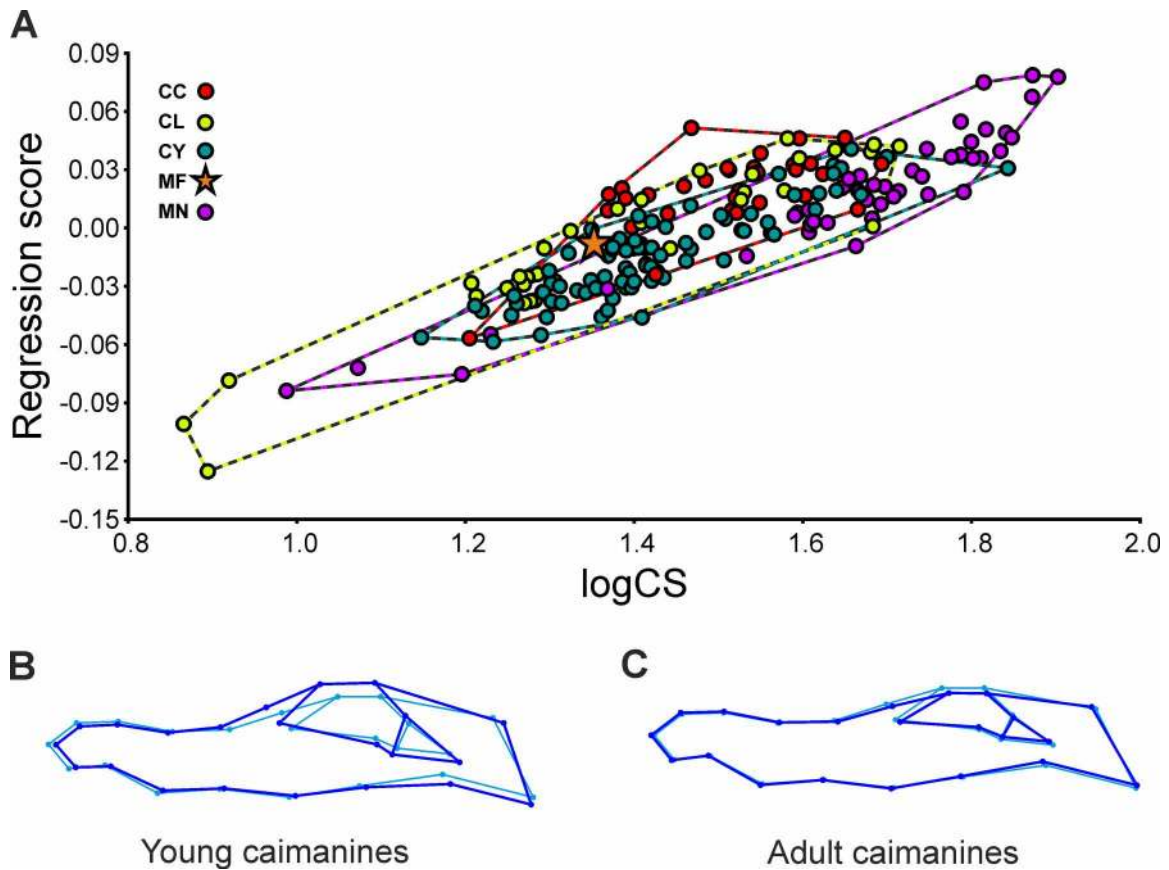 A
Regression score
0.09
0.06
0.03
0.00
-0.03
-0.06
-0.09
-0.12
-0.15
CC
CL
CY
MF
MN
0.8 1.0 1.2 1.4 1.6 1.8 2.0
logCS
B
C
Young caimanines
Adult caimanines